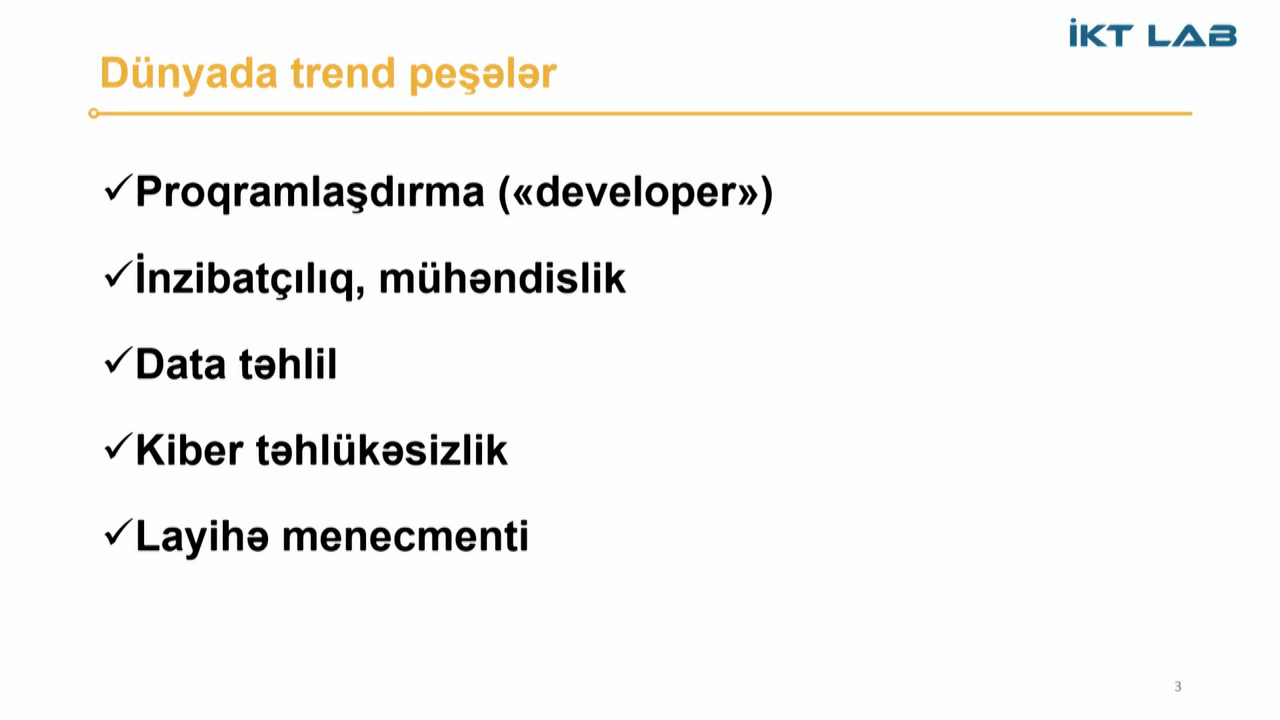 İKT LAB
Dünyada trend peşələr
✓Proqramlaşdırma («developer»)
✓İnzibatçılıq, mühəndislik
✓Data təhlil
✓Kiber təhlükəsizlik
✓Layihə menecmenti
3